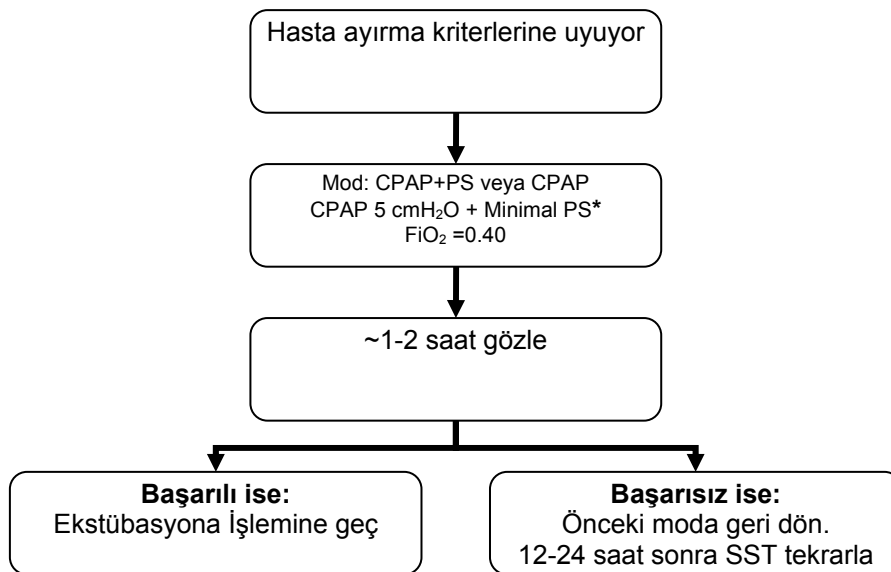 Hasta ayırma kriterlerine uyuyor
Mod: CPAP+PS veya CPAP
CPAP 5 cmH₂O + Minimal PS*
FiO₂ =0.40
~1-2 saat gözle
Başarılı ise:
Ekstübasyona İşlemine geç
Başarısız ise:
Önceki moda geri dön.
12-24 saat sonra SST tekrarla